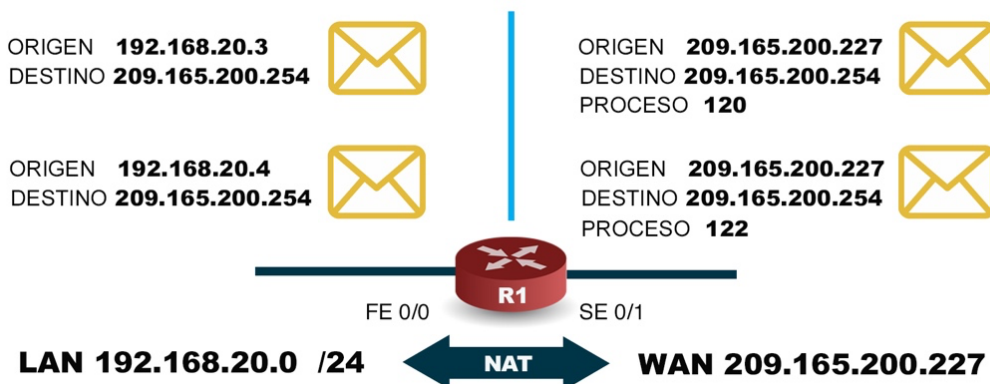 ORIGEN 192.168.20.3
DESTINO 209.165.200.254
ORIGEN 192.168.20.4
DESTINO 209.165.200.254
ORIGEN 209.165.200.227
DESTINO 209.165.200.254
PROCESO 120
ORIGEN 209.165.200.227
DESTINO 209.165.200.254
PROCESO 122
R1
FE 0/0
SE 0/1
LAN 192.168.20.0 /24
NAT
WAN 209.165.200.227